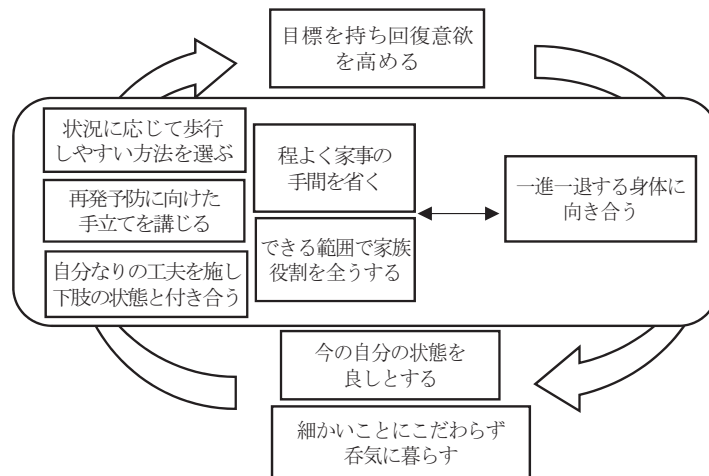 目標を持ち回復意欲
を高める
状況に応じて歩行
しやすい方法を選ぶ
再発予防に向けた
手立てを講じる
自分なりの工夫を施し
下肢の状態と付き合う
程よく家事の
手間を省く
できる範囲で家族
役割を全うする
一進一退する身体に
向き合う
今の自分の状態を
良しとする
細かいことにこだわらず
呑気に暮らす